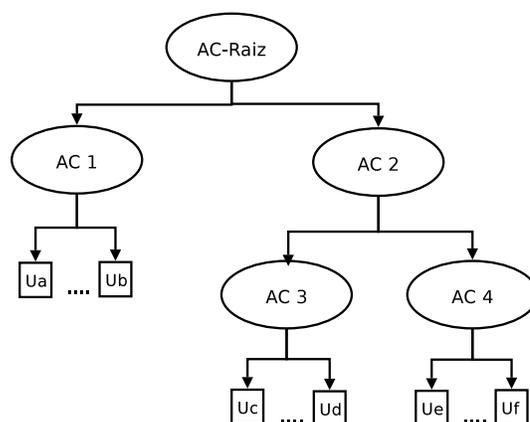 AC-Raiz
AC 1
AC 2
Ua
....
Ub
AC 3
AC 4
Uc
....
Ud
Ue
....
Uf